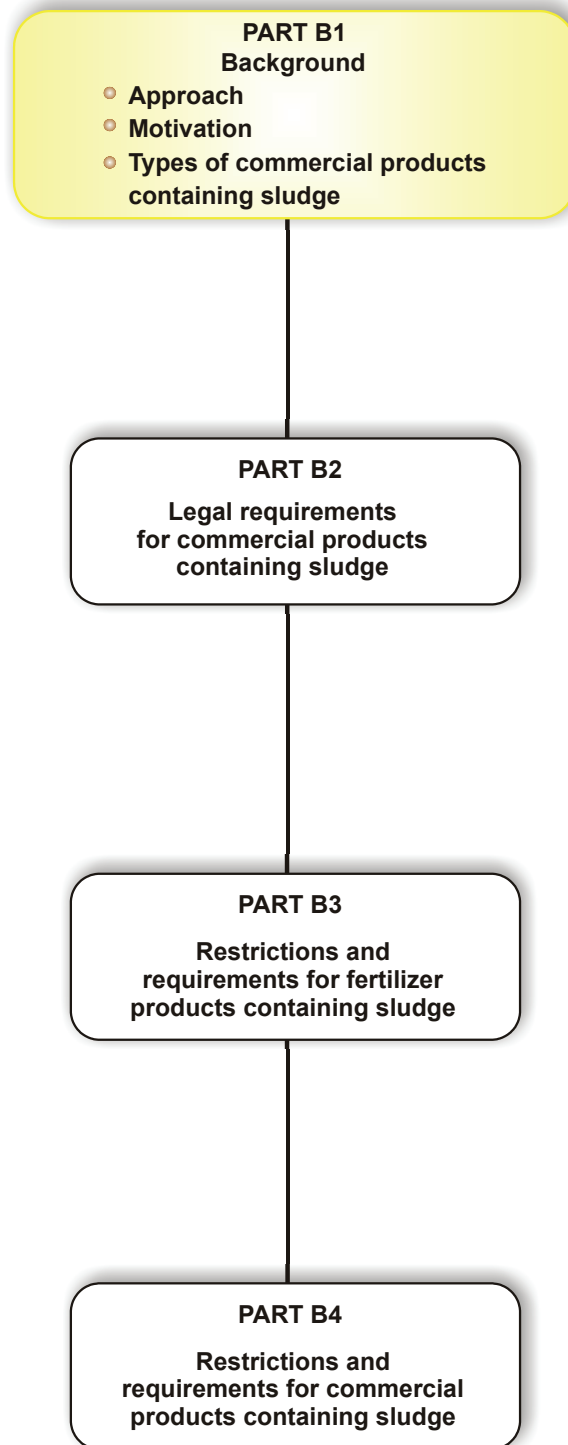 PART B1
Background
Approach
Motivation
Types of commercial products
containing sludge
PART B2
Legal requirements
for commercial products
containing sludge
PART B3
Restrictions and
requirements for fertilizer
products containing sludge
PART B4
Restrictions and
requirements for commercial
products containing sludge